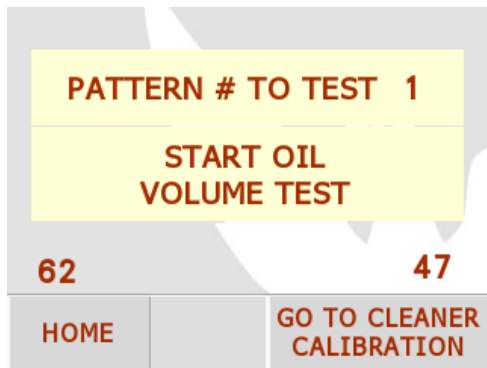 PATTERN # TO TEST 1
START OIL
VOLUME TEST
62 47
HOME
GO TO CLEANER
CALIBRATION